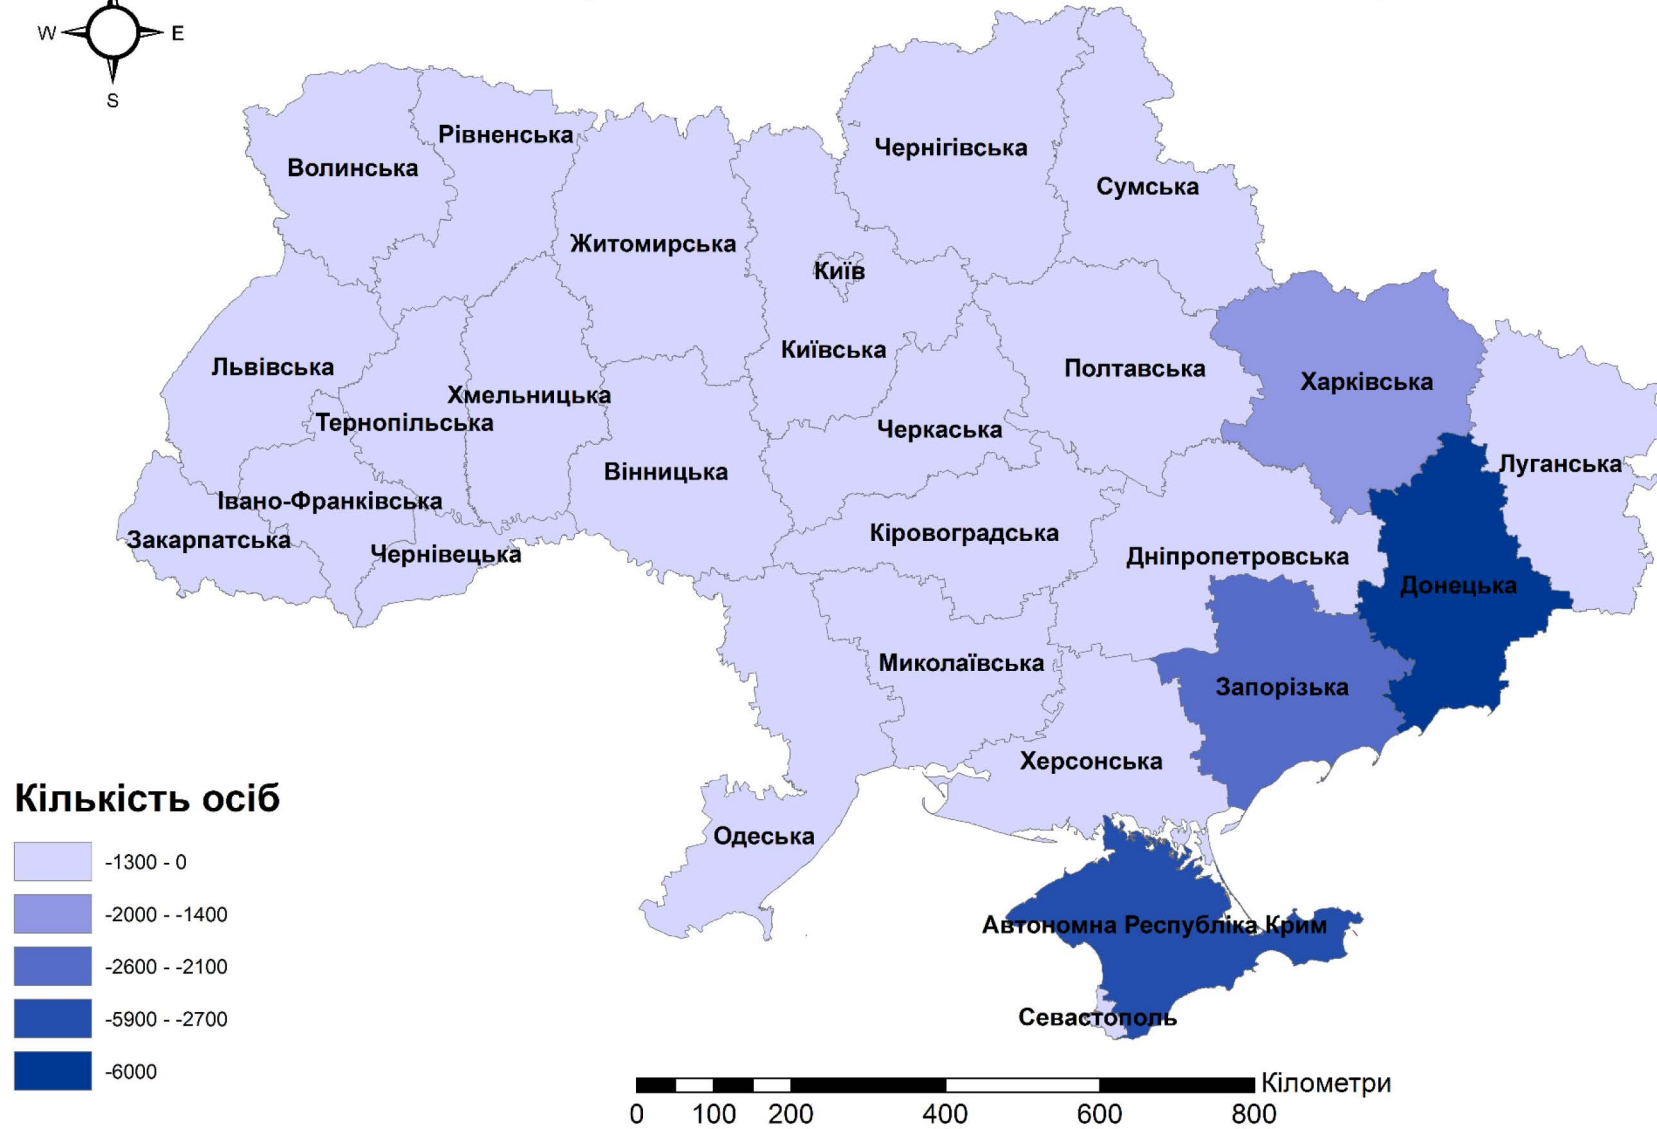 W E
S
Рівненська
Волинська
Чернігівська
Сумська
Житомирська
Київ
Київська
Львівська
Полтавська
Харківська
Хмельницька
Тернопільська
Черкаська
Луганська
Вінницька
Івано-Франківська
Кіровоградська
Закарпатська
Чернівецька
Дніпропетровська
Донецька
Миколаївська
Запорізька
Херсонська
Одеська
Автономна Республіка Крим
Севастополь
Кількість осіб
-1300 - 0
-2000 - -1400
-2600 - -2100
-5900 - -2700
-6000
Кілометри
0 100 200 400 600 800